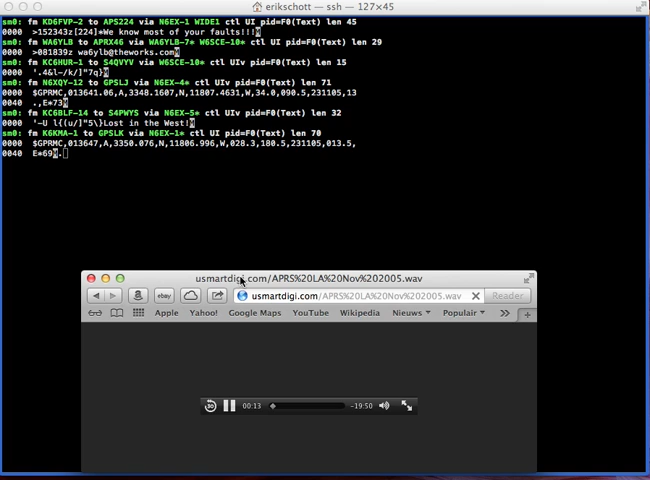 erikschott — ssh — 127×45
sm0: fm KD6FVP-2 to APS224 via N6EX-1 WIDE1 ctl UI pid=F0(Text) len 45
0000  >152343z[224]*We know most of your faults!!!M
sm0: fm WA6YLB to APRX46 via WA6YLB-7* W6SCE-10* ctl UI pid=F0(Text) len 29
0000  >081839z wa6ylb@theworks.comM
sm0: fm KC6HUR-1 to S4QVYV via W6SCE-10* ctl UIv pid=F0(Text) len 15
0000  '.4&l-/k/]"7q}M
sm0: fm N6XQY-12 to GPSLJ via N6EX-4* ctl UIv pid=F0(Text) len 71
0000  $GPRMC,013641.06,A,3348.1607,N,11807.4631,W,34.0,090.5,231105,13
0040  .,E*73M
sm0: fm KC6BLF-14 to S4PWYS via N6EX-5* ctl UIv pid=F0(Text) len 32
0000  '-U l{(u/]"5\}Lost in the West!M
sm0: fm K6KMA-1 to GPSLK via N6EX-1* ctl UI pid=F0(Text) len 70
0000  $GPRMC,013647,A,3350.076,N,11806.996,W,028.3,180.5,231105,013.5,
0040  E*69M.
usmartdigi.com/APRS%20LA%20Nov%202005.wav
ebay usmartdigi.com/APRS%20LA%20Nov%202005.wav Reader
Apple Yahoo! Google Maps YouTube Wikipedia Nieuws Populair
30 00:13 -19:50